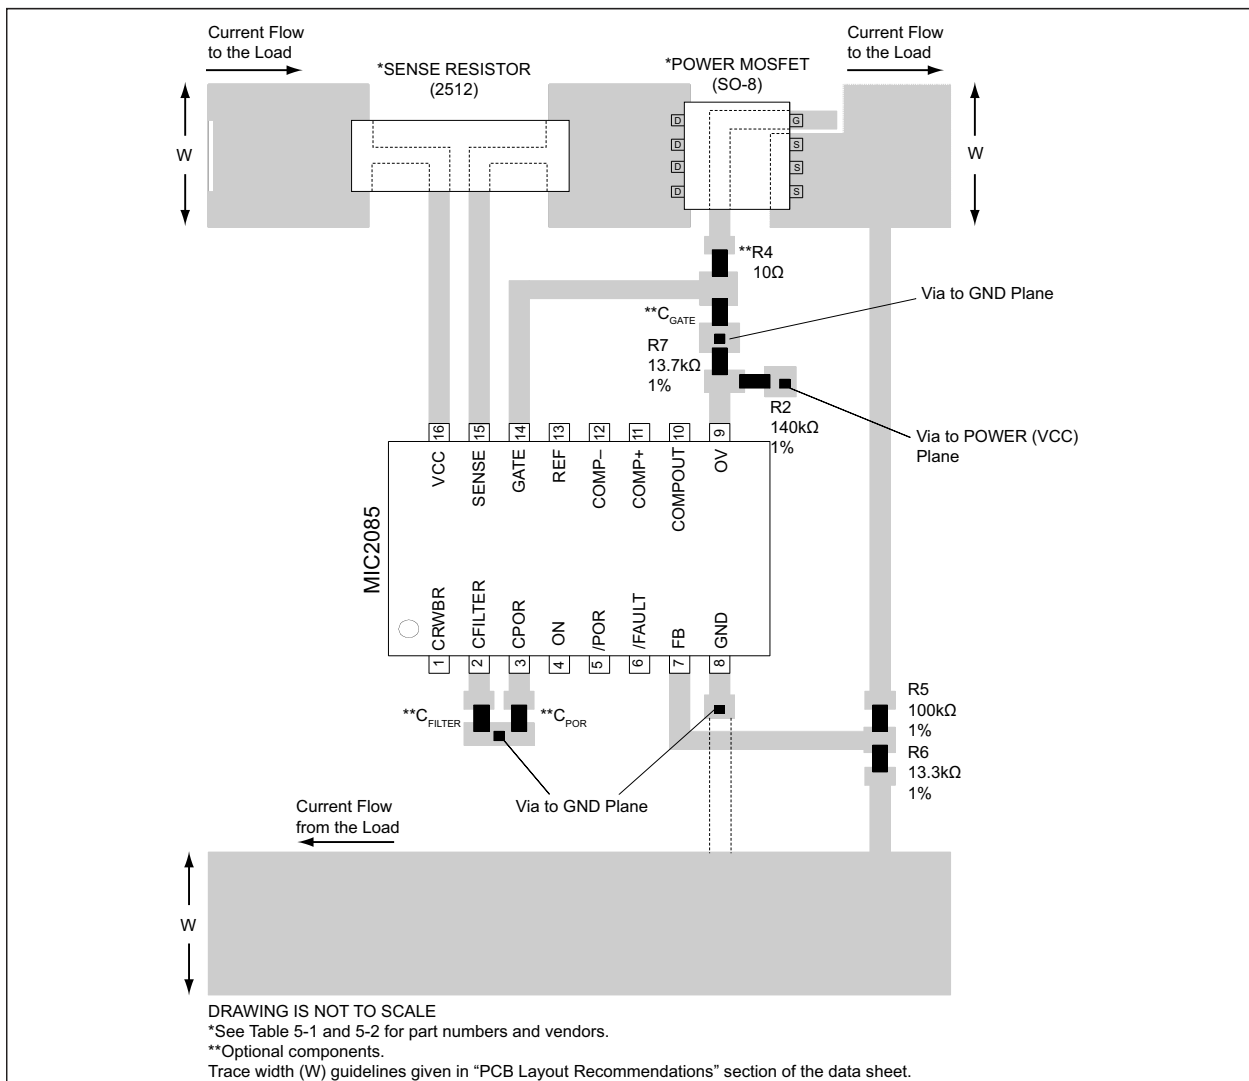 Current Flow
to the Load
*SENSE RESISTOR
(2512)
*POWER MOSFET
(SO-8)
Current Flow
to the Load
W
W
D
D
D
D
G
S
S
S
**R4
10Ω
**CGATE
Via to GND Plane
R7
13.7kΩ
1%
R2
140kΩ
1%
Via to POWER (VCC)
Plane
16
15
14
13
12
11
10
9
VCC
SENSE
GATE
REF
COMP–
COMP+
COMPOUT
OV
MIC2085
CRWBR
CFILTER
CPOR
ON
/POR
/FAULT
FB
GND
1
2
3
4
5
6
7
8
**CFILTER
**CPOR
R5
100kΩ
1%
R6
13.3kΩ
1%
Via to GND Plane
Current Flow
from the Load
W
DRAWING IS NOT TO SCALE
*See Table 5-1 and 5-2 for part numbers and vendors.
**Optional components.
Trace width (W) guidelines given in “PCB Layout Recommendations” section of the data sheet.